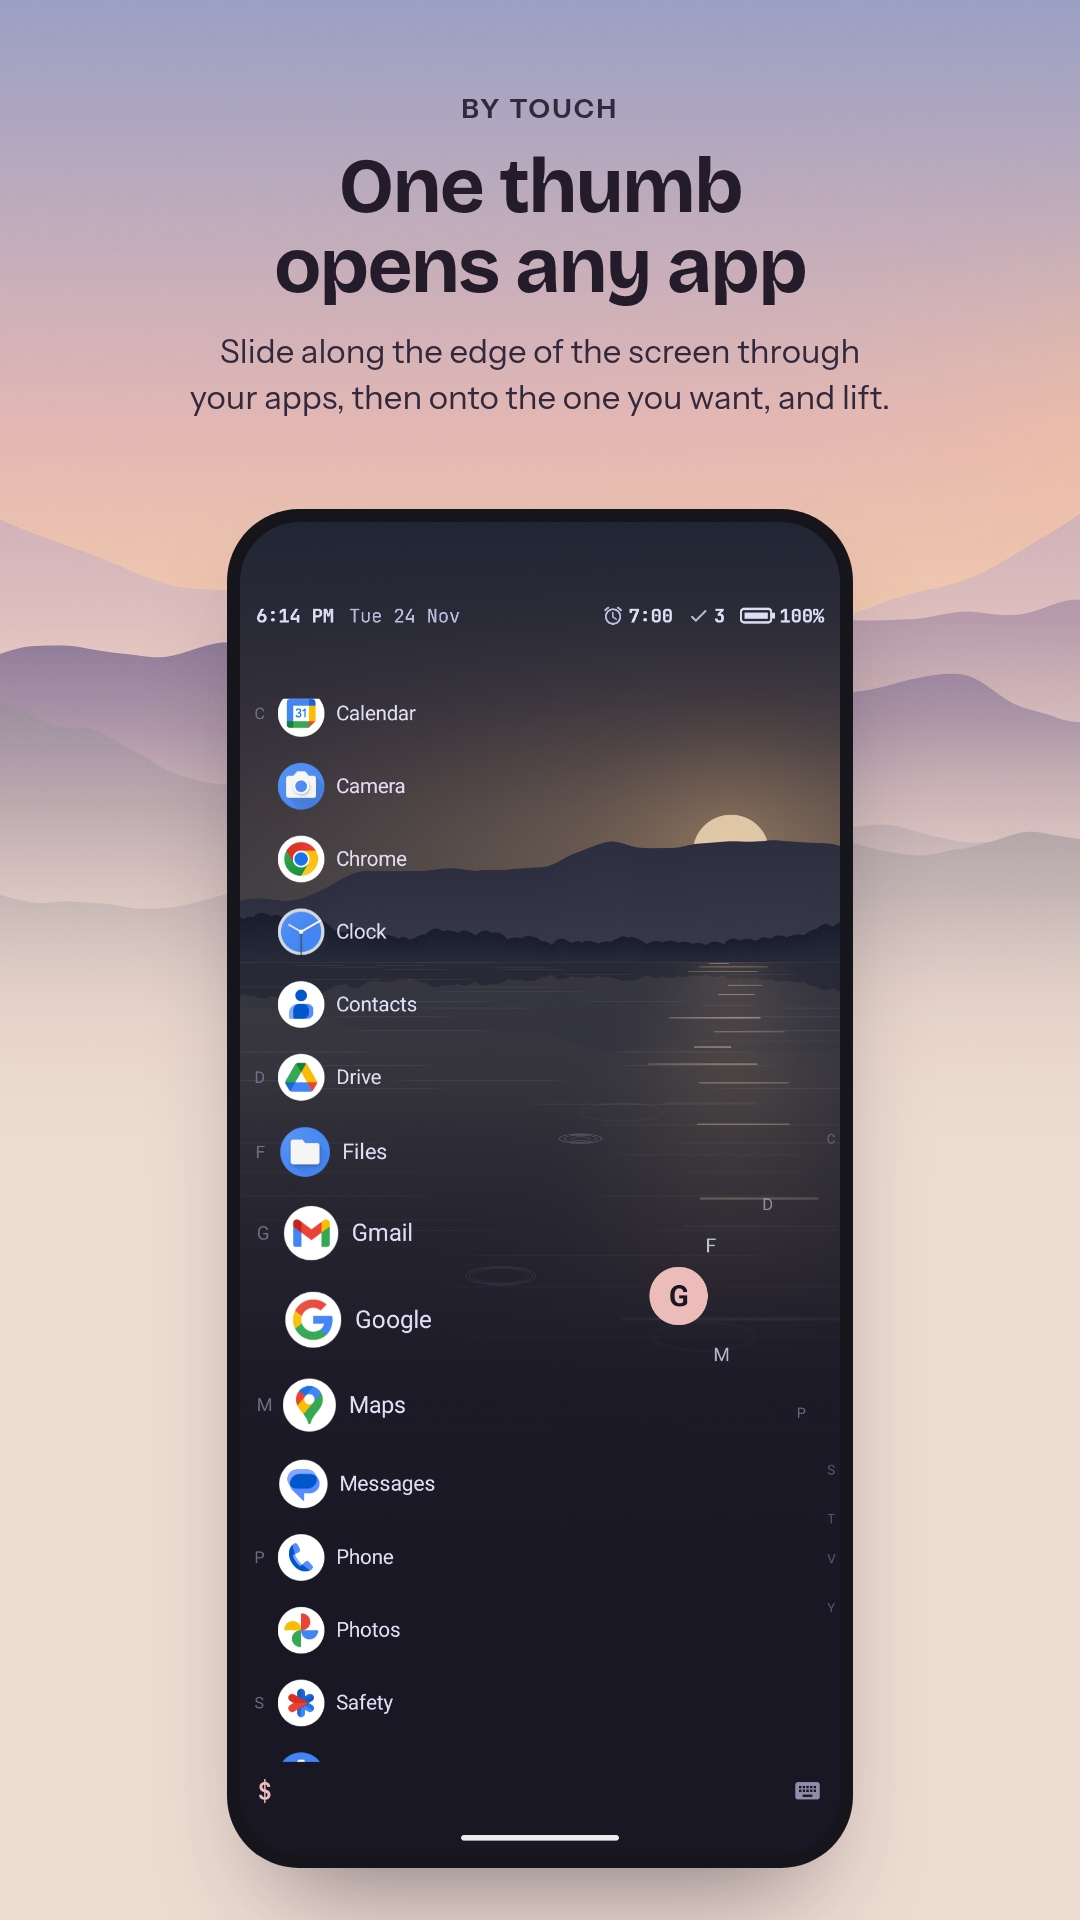 BY TOUCH
One thumb
opens any app
Slide along the edge of the screen through
your apps, then onto the one you want, and lift.
6:14 PM Tue 24 Nov 7:00 3 100%
C 31 Calendar
Camera
Chrome
Clock
Contacts
D Drive
F Files
G Gmail
Google
M Maps
Messages
P Phone
Photos
S Safety
C
D
F
G
M
P
S
T
V
Y
$